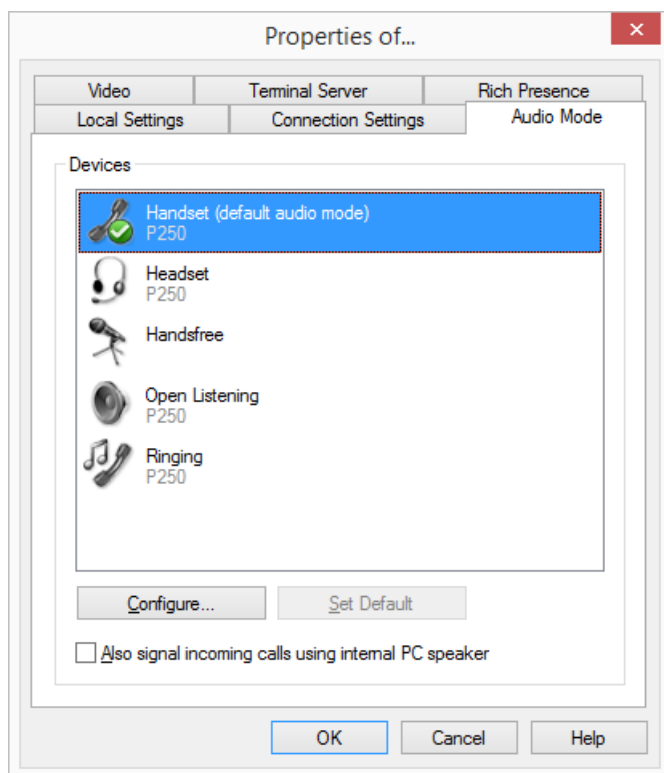 Properties of...
Video Terminal Server Rich Presence
Local Settings Connection Settings Audio Mode
Devices
Handset (default audio mode)
P250
Headset
P250
Handsfree
Open Listening
P250
Ringing
P250
Configure... Set Default
Also signal incoming calls using internal PC speaker
OK Cancel Help